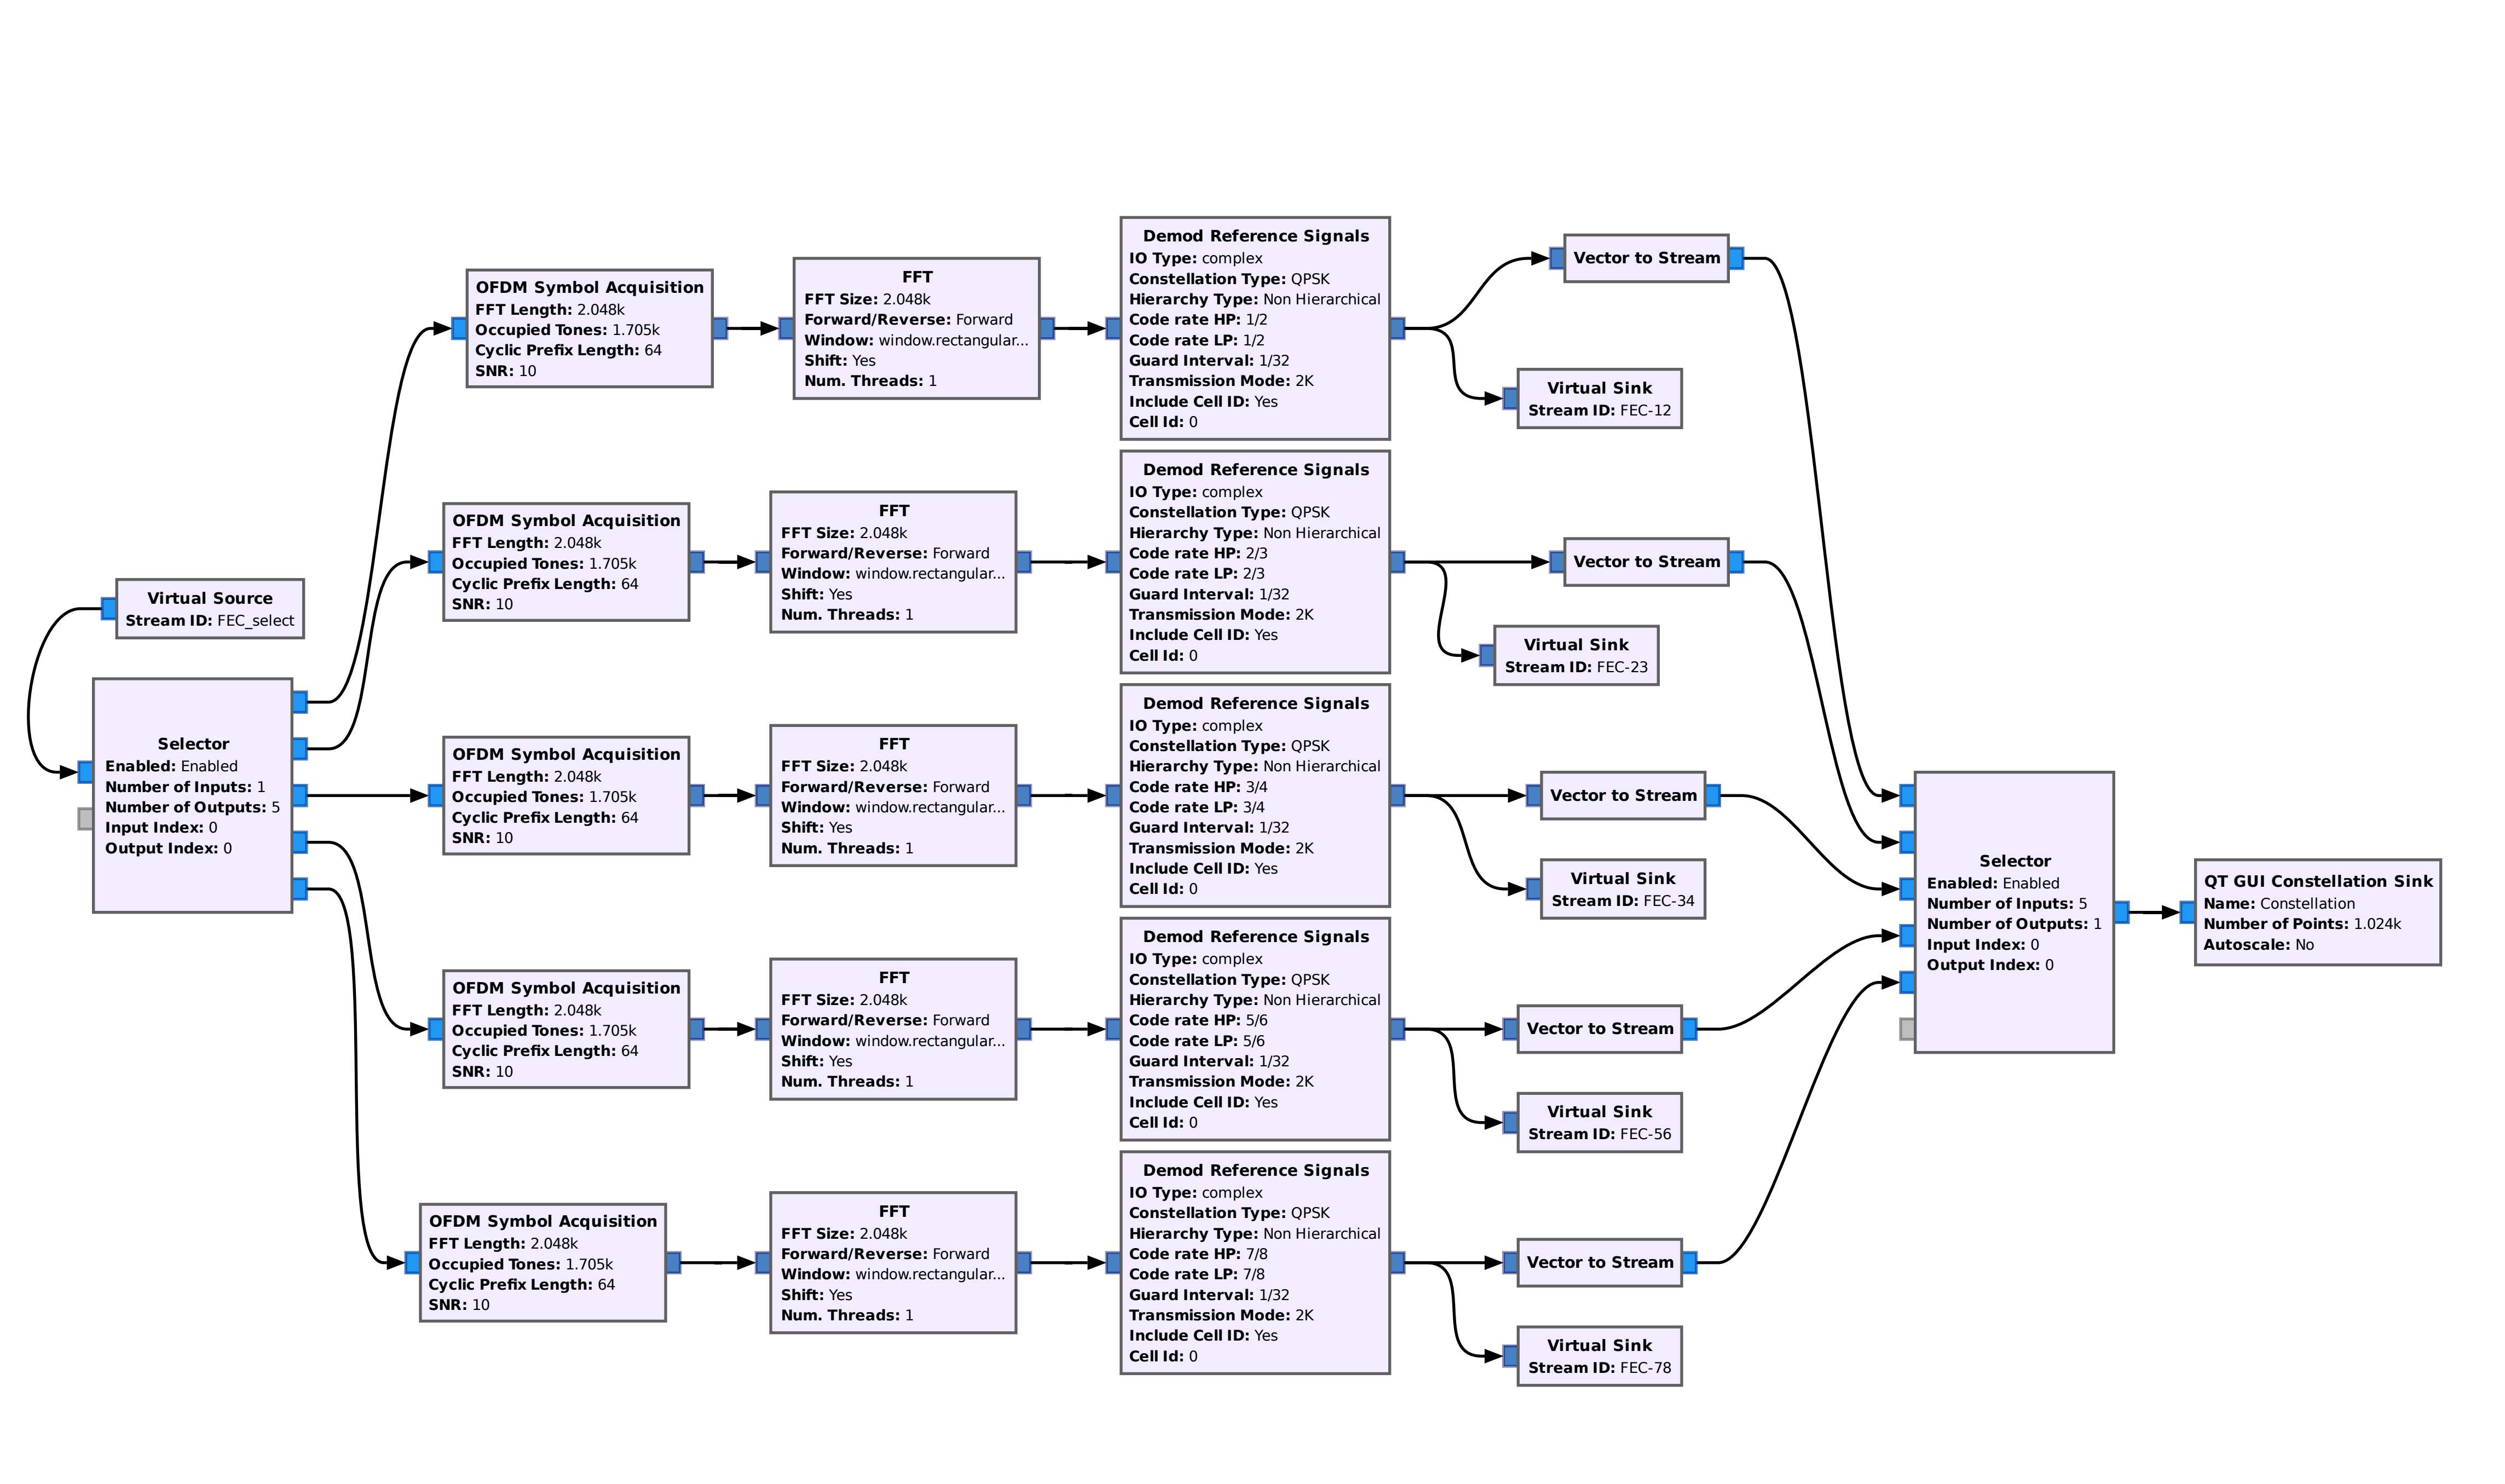 Virtual Source
Stream ID: FEC_select
Selector
Enabled: Enabled
Number of Inputs: 1
Number of Outputs: 5
Input Index: 0
Output Index: 0
OFDM Symbol Acquisition
FFT Length: 2.048k
Occupied Tones: 1.705k
Cyclic Prefix Length: 64
SNR: 10
FFT
FFT Size: 2.048k
Forward/Reverse: Forward
Window: window.rectangular...
Shift: Yes
Num. Threads: 1
Demod Reference Signals
IO Type: complex
Constellation Type: QPSK
Hierarchy Type: Non Hierarchical
Code rate HP: 1/2
Code rate LP: 1/2
Guard Interval: 1/32
Transmission Mode: 2K
Include Cell ID: Yes
Cell Id: 0
Vector to Stream
Virtual Sink
Stream ID: FEC-12
OFDM Symbol Acquisition
FFT Length: 2.048k
Occupied Tones: 1.705k
Cyclic Prefix Length: 64
SNR: 10
FFT
FFT Size: 2.048k
Forward/Reverse: Forward
Window: window.rectangular...
Shift: Yes
Num. Threads: 1
Demod Reference Signals
IO Type: complex
Constellation Type: QPSK
Hierarchy Type: Non Hierarchical
Code rate HP: 2/3
Code rate LP: 2/3
Guard Interval: 1/32
Transmission Mode: 2K
Include Cell ID: Yes
Cell Id: 0
Vector to Stream
Virtual Sink
Stream ID: FEC-23
OFDM Symbol Acquisition
FFT Length: 2.048k
Occupied Tones: 1.705k
Cyclic Prefix Length: 64
SNR: 10
FFT
FFT Size: 2.048k
Forward/Reverse: Forward
Window: window.rectangular...
Shift: Yes
Num. Threads: 1
Demod Reference Signals
IO Type: complex
Constellation Type: QPSK
Hierarchy Type: Non Hierarchical
Code rate HP: 3/4
Code rate LP: 3/4
Guard Interval: 1/32
Transmission Mode: 2K
Include Cell ID: Yes
Cell Id: 0
Vector to Stream
Virtual Sink
Stream ID: FEC-34
OFDM Symbol Acquisition
FFT Length: 2.048k
Occupied Tones: 1.705k
Cyclic Prefix Length: 64
SNR: 10
FFT
FFT Size: 2.048k
Forward/Reverse: Forward
Window: window.rectangular...
Shift: Yes
Num. Threads: 1
Demod Reference Signals
IO Type: complex
Constellation Type: QPSK
Hierarchy Type: Non Hierarchical
Code rate HP: 5/6
Code rate LP: 5/6
Guard Interval: 1/32
Transmission Mode: 2K
Include Cell ID: Yes
Cell Id: 0
Vector to Stream
Virtual Sink
Stream ID: FEC-56
OFDM Symbol Acquisition
FFT Length: 2.048k
Occupied Tones: 1.705k
Cyclic Prefix Length: 64
SNR: 10
FFT
FFT Size: 2.048k
Forward/Reverse: Forward
Window: window.rectangular...
Shift: Yes
Num. Threads: 1
Demod Reference Signals
IO Type: complex
Constellation Type: QPSK
Hierarchy Type: Non Hierarchical
Code rate HP: 7/8
Code rate LP: 7/8
Guard Interval: 1/32
Transmission Mode: 2K
Include Cell ID: Yes
Cell Id: 0
Vector to Stream
Virtual Sink
Stream ID: FEC-78
Selector
Enabled: Enabled
Number of Inputs: 5
Number of Outputs: 1
Input Index: 0
Output Index: 0
QT GUI Constellation Sink
Name: Constellation
Number of Points: 1.024k
Autoscale: No